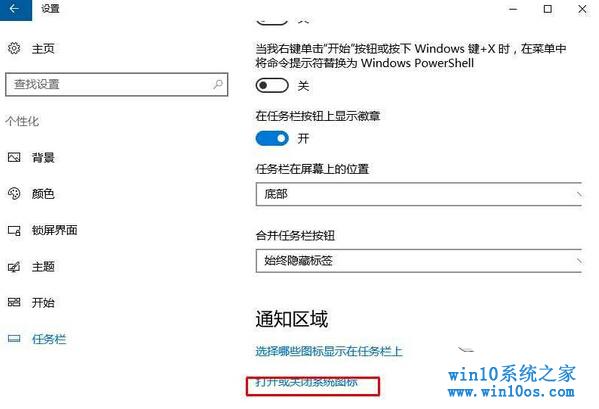 设置
主页
查找设置
个性化
背景
颜色
锁屏界面
主题
开始
任务栏
当我右键单击“开始”按钮或按下 Windows 键+X 时，在菜单中
将命令提示符替换为 Windows PowerShell
关
在任务栏按钮上显示徽章
开
任务栏在屏幕上的位置
底部
合并任务栏按钮
始终隐藏标签
通知区域
选择哪些图标显示在任务栏上
打开或关闭系统图标
win10系统之家
www.win10os.com